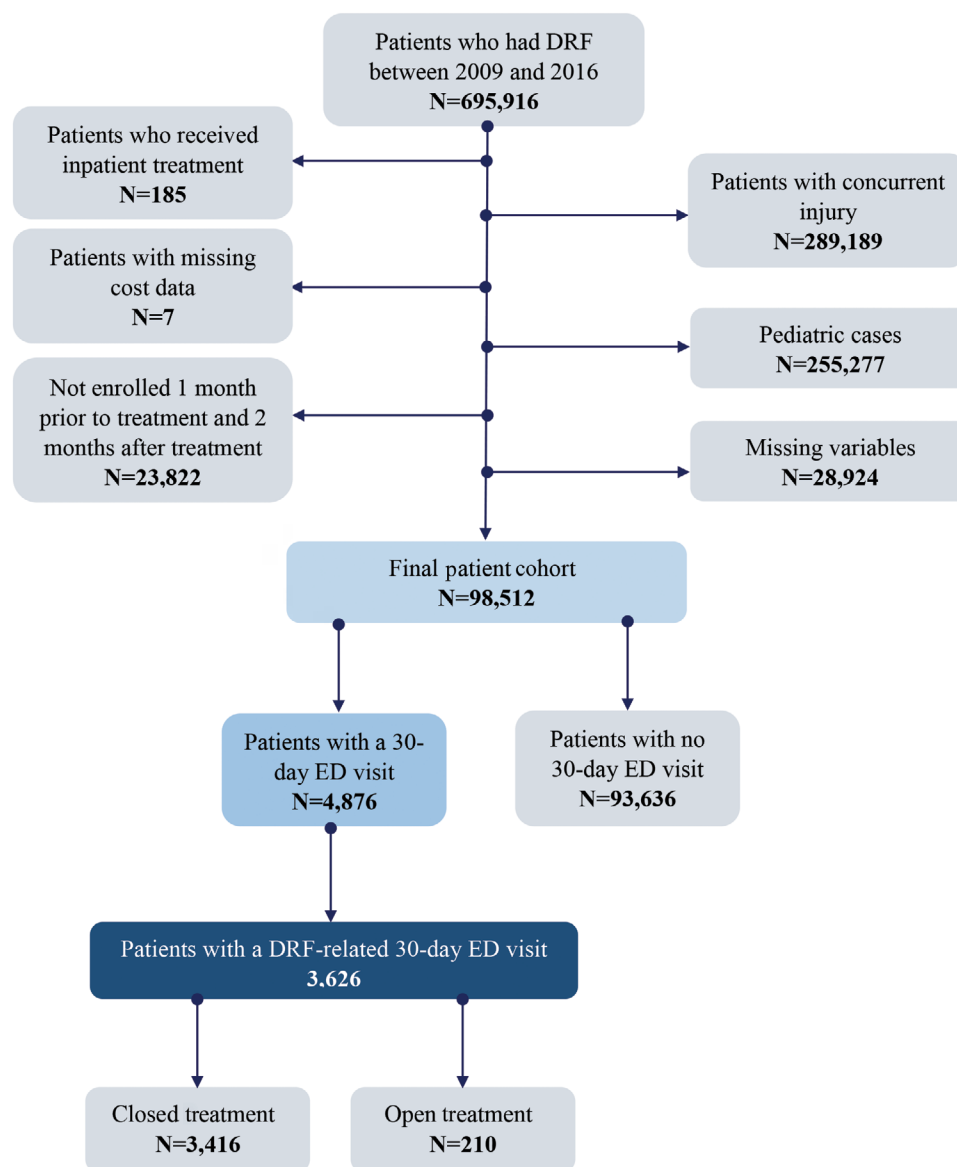 Patients who had DRF
between 2009 and 2016
N=695,916
Patients who received
inpatient treatment
N=185
Patients with concurrent
injury
N=289,189
Patients with missing
cost data
N=7
Pediatric cases
N=255,277
Not enrolled 1 month
prior to treatment and 2
months after treatment
N=23,822
Missing variables
N=28,924
Final patient cohort
N=98,512
Patients with a 30-
day ED visit
N=4,876
Patients with no
30-day ED visit
N=93,636
Patients with a DRF-related 30-day ED visit
3,626
Closed treatment
N=3,416
Open treatment
N=210